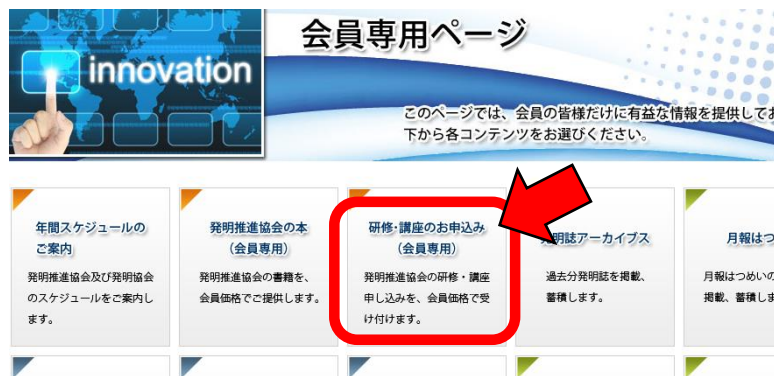 innovation
会員専用ページ
このページでは、会員の皆様だけに有益な情報を提供して
下から各コンテンツをお選びください。
年間スケジュールの
ご案内
発明推進協会及び発明協会
のスケジュールをご案内し
ます。
発明推進協会の本
（会員専用）
発明推進協会の書籍を、
会員価格でご提供します。
研修・講座のお申込み
（会員専用）
発明推進協会の研修・講座
申し込みを、会員価格で受
け付けます。
明誌アーカイブス
過去分発明誌を掲載、
蓄積します。
月報はつ
月報はつめいの
掲載、蓄積しま